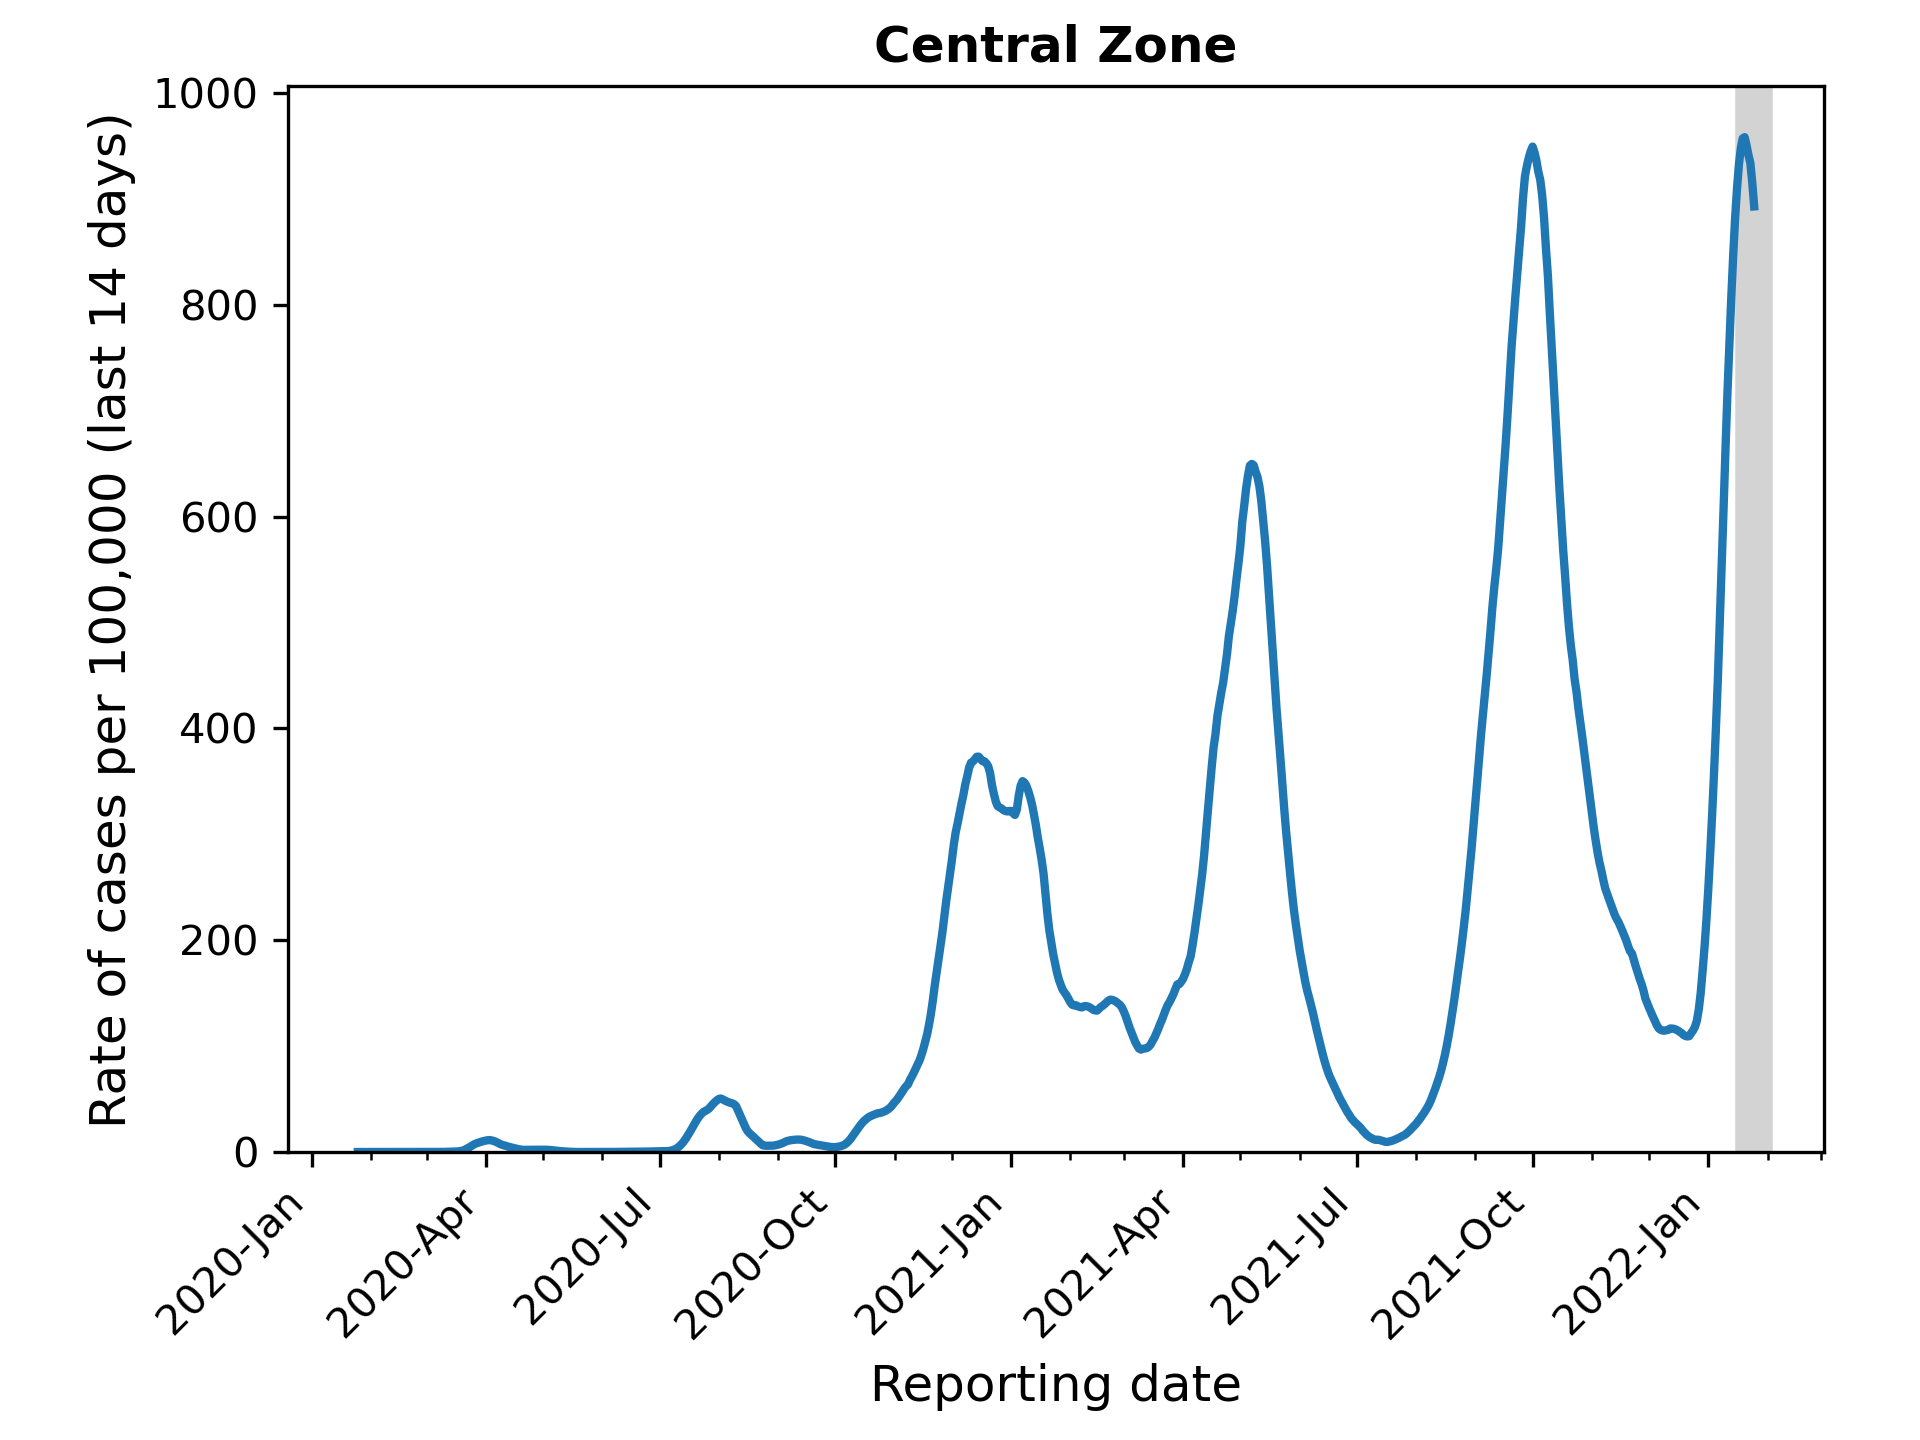 Central Zone
Rate of cases per 100,000 (last 14 days)
1000
800
600
400
200
0
2020-Jan
2020-Apr
2020-Jul
2020-Oct
2021-Jan
2021-Apr
2021-Jul
2021-Oct
2022-Jan
Reporting date